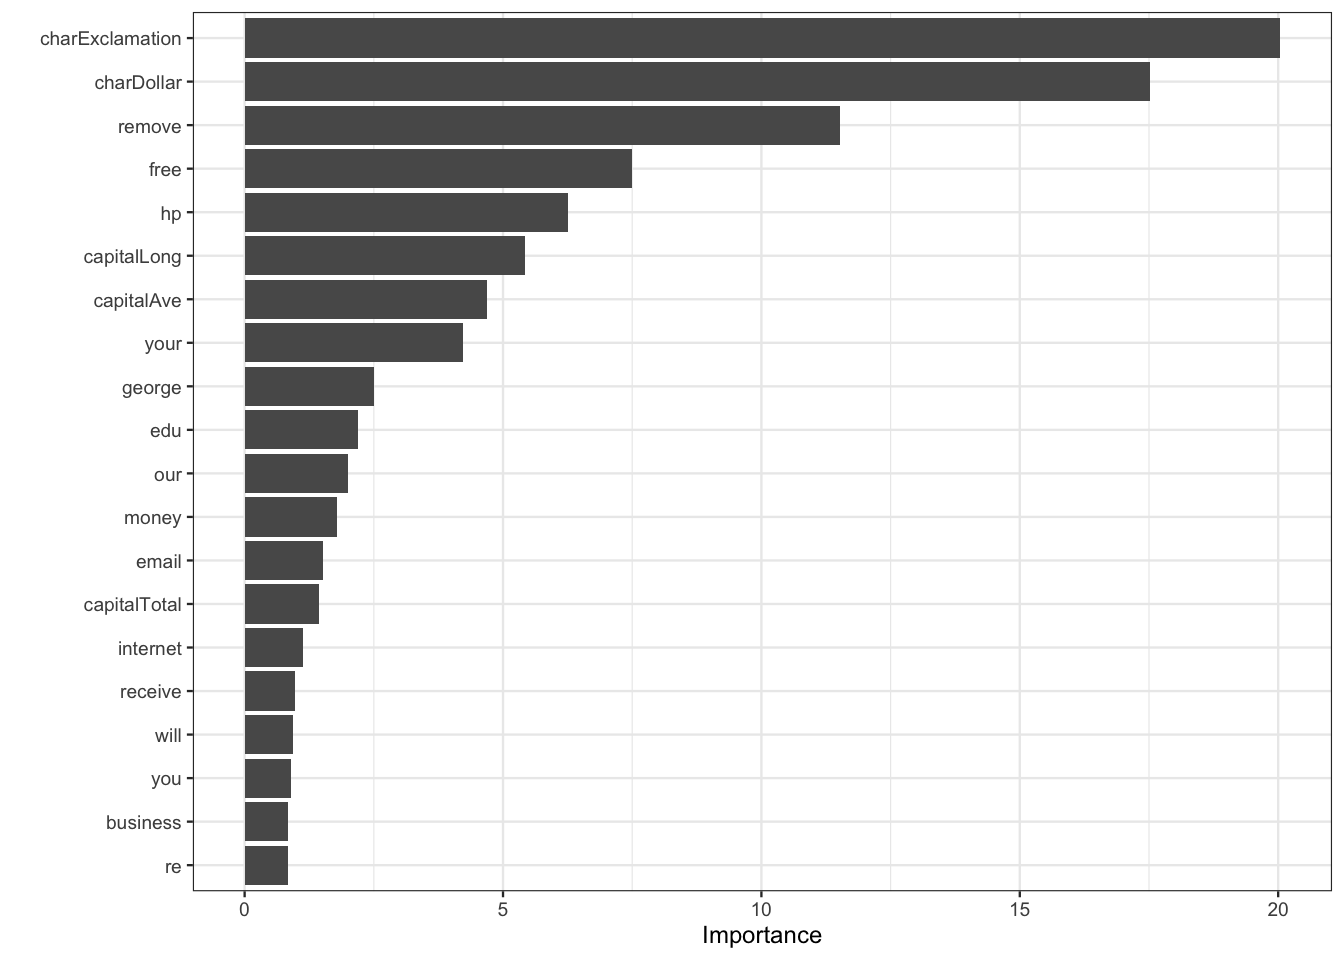 charExclamation
charDollar
remove
free
hp
capitalLong
capitalAve
your
george
edu
our
money
email
capitalTotal
internet
receive
will
you
business
re
0 5 10 15 20
Importance